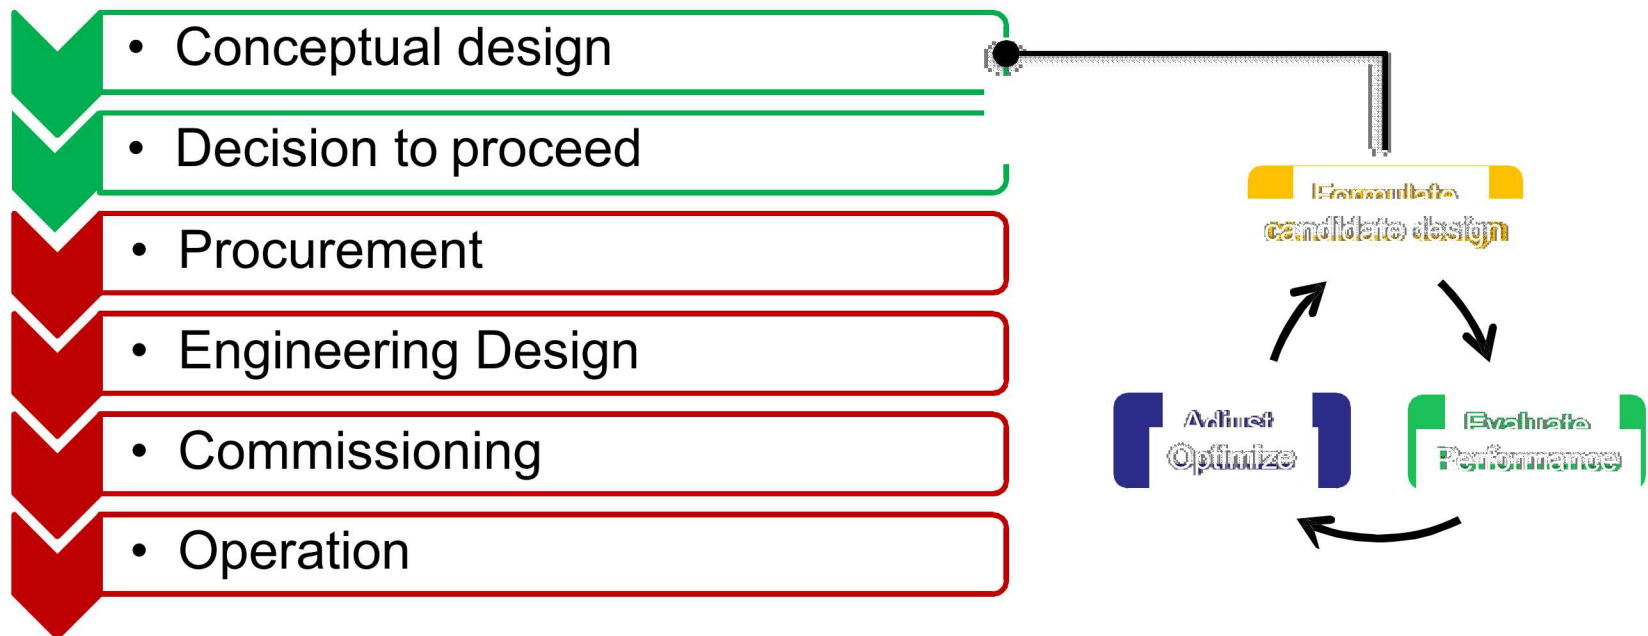 • Conceptual design
• Decision to proceed
• Procurement
• Engineering Design
• Commissioning
• Operation
Formulate
candidate design
Adjust
Optimize
Evaluate
Performance